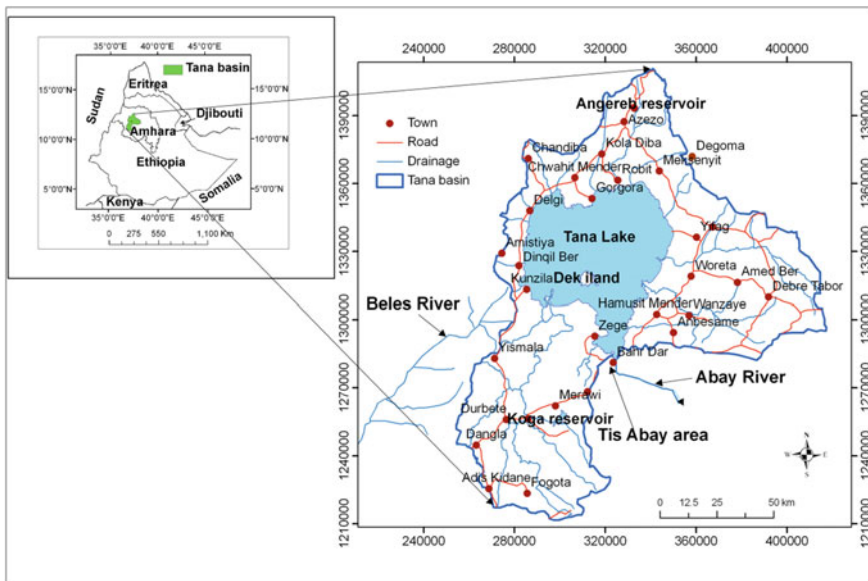 35°0'0"E 40°0'0"E 45°0'0"E
Tana basin
15°0'0"N
15°0'0"N
Eritrea
Sudan
Djibouti
10°0'0"N
10°0'0"N
Amhara
Ethiopia
5°0'0"N
5°0'0"N
Somalia
Kenya
35°0'0"E 40°0'0"E 45°0'0"E
0 275 550 1,100 Km
240000 280000 320000 360000 400000
1390000
1390000
1360000
1360000
1330000
1330000
1300000
1300000
1270000
1270000
1240000
1240000
1210000
1210000
Town
Road
Drainage
Tana basin
Angereb reservoir
Azezo
Chandiba
Kola Diba
Degoma
Chwahit Mender
Robit
Meksenyit
Gorgora
Delgi
Tana Lake
Yifag
Amistiya
Dinqil Ber
Dek iland
Woreta
Amed Ber
Kunzila
Debre Tabor
Beles River
Hamusit Mender
Wanzaye
Zege
Anbesame
Yismala
Bahr Dar
Abay River
Merawi
Durbete
Koga reservoir
Tis Abay area
Dangla
Adis Kidane
Fogota
N
W E
S
0 12.5 25 50 km
240000 280000 320000 360000 400000